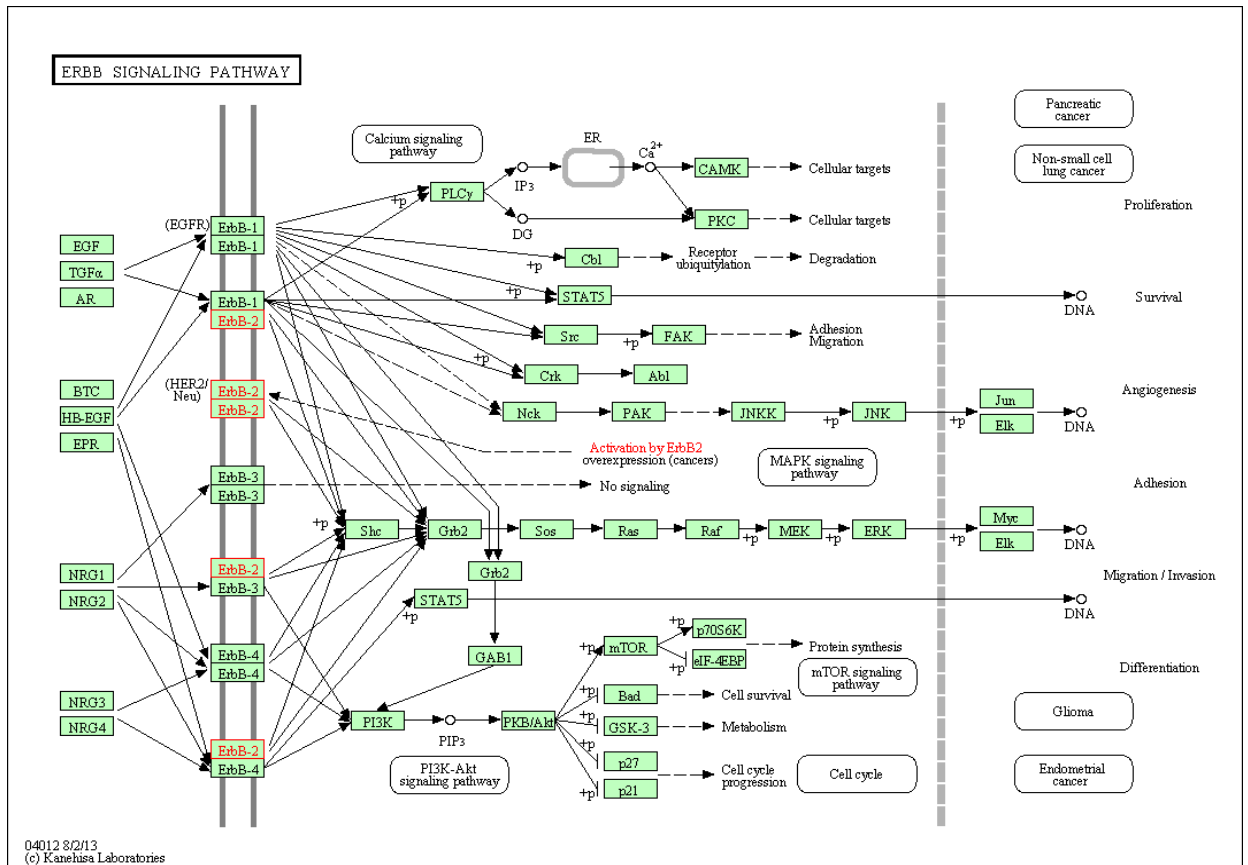 ERBB SIGNALING PATHWAY
Pancreatic
cancer
Calcium signaling
pathway
ER
Ca2+
Non-small cell
lung cancer
IP3
CAMK
Cellular targets
+p
PLCγ
Proliferation
(EGFR)
ErbB-1
ErbB-1
DG
PKC
Cellular targets
EGF
TGFα
AR
+p
Cbl
Receptor
ubiquitylation
Degradation
ErbB-1
ErbB-2
+p
STAT5
DNA
Survival
Src
+p
FAK
Adhesion
Migration
+p
Crk
Abl
BTC
HB-EGF
EPR
(HER2/
Neu)
ErbB-2
ErbB-2
Nck
PAK
JNKK
+p
JNK
+p
Jun
Elk
DNA
Angiogenesis
Activation by ErbB2
overexpression (cancers)
MAPK signaling
pathway
ErbB-3
ErbB-3
No signaling
Adhesion
+p
Shc
Grb2
Sos
Ras
Raf
+p
MEK
+p
ERK
+p
Myc
Elk
DNA
NRG1
NRG2
ErbB-2
ErbB-3
Grb2
Migration / Invasion
+p
STAT5
DNA
ErbB-4
ErbB-4
GAB1
+p
mTOR
+p
+p
p70S6K
eIF-4EBP
Protein synthesis
mTOR signaling
pathway
Differentiation
NRG3
NRG4
PI3K
PIP3
PKB/Akt
+p
Bad
Cell survival
+p
GSK-3
Metabolism
Glioma
ErbB-2
ErbB-4
PI3K-Akt
signaling pathway
+p
p27
+p
p21
Cell cycle
progression
Cell cycle
Endometrial
cancer
04012 8/2/13
(c) Kanehisa Laboratories